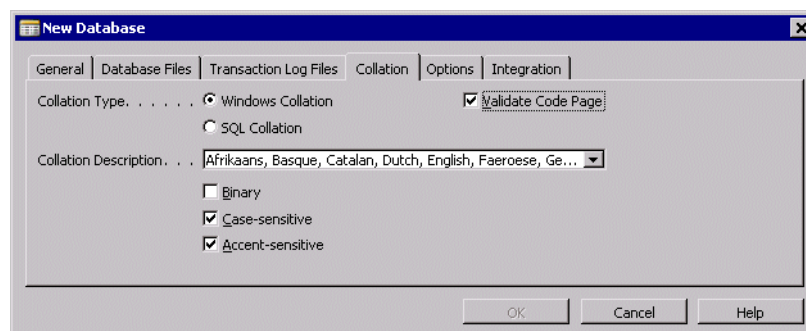 New Database
General Database Files Transaction Log Files Collation Options Integration
Collation Type. . . . . . Windows Collation Validate Code Page
SQL Collation
Collation Description. . . Afrikaans, Basque, Catalan, Dutch, English, Faeroese, Ge...
Binary
Case-sensitive
Accent-sensitive
OK Cancel Help